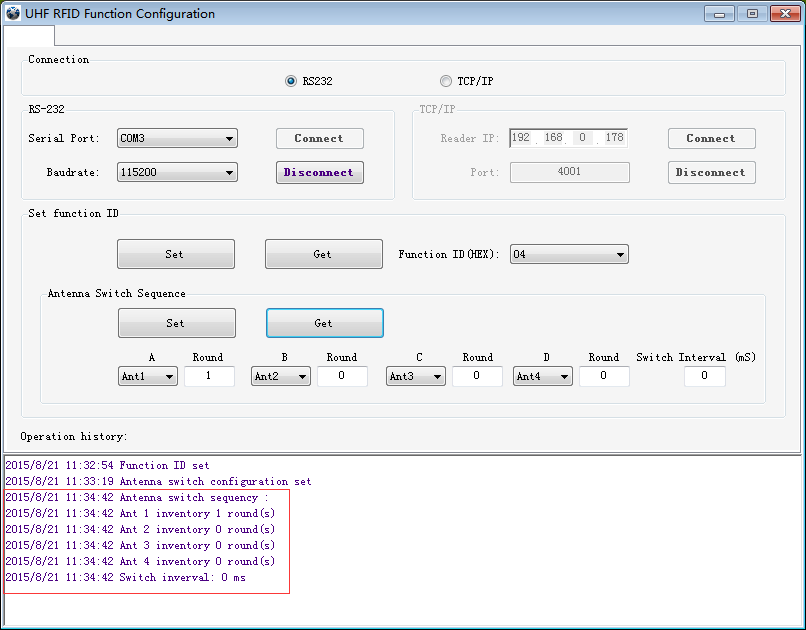 UHF RFID Function Configuration
Connection
RS232 TCP/IP
RS-232 TCP/IP
Serial Port: COM3 Connect Reader IP: 192 . 168 . 0 . 178 Connect
Baudrate: 115200 Disconnect Port: 4001 Disconnect
Set function ID
Set Get Function ID(HEX): 04
Antenna Switch Sequence
Set Get
A Round B Round C Round D Round Switch Interval (mS)
Ant1 1 Ant2 0 Ant3 0 Ant4 0 0
Operation history:
2015/8/21 11:32:54 Function ID set
2015/8/21 11:33:19 Antenna switch configuration set
2015/8/21 11:34:42 Antenna switch sequency :
2015/8/21 11:34:42 Ant 1 inventory 1 round(s)
2015/8/21 11:34:42 Ant 2 inventory 0 round(s)
2015/8/21 11:34:42 Ant 3 inventory 0 round(s)
2015/8/21 11:34:42 Ant 4 inventory 0 round(s)
2015/8/21 11:34:42 Switch inverval: 0 ms